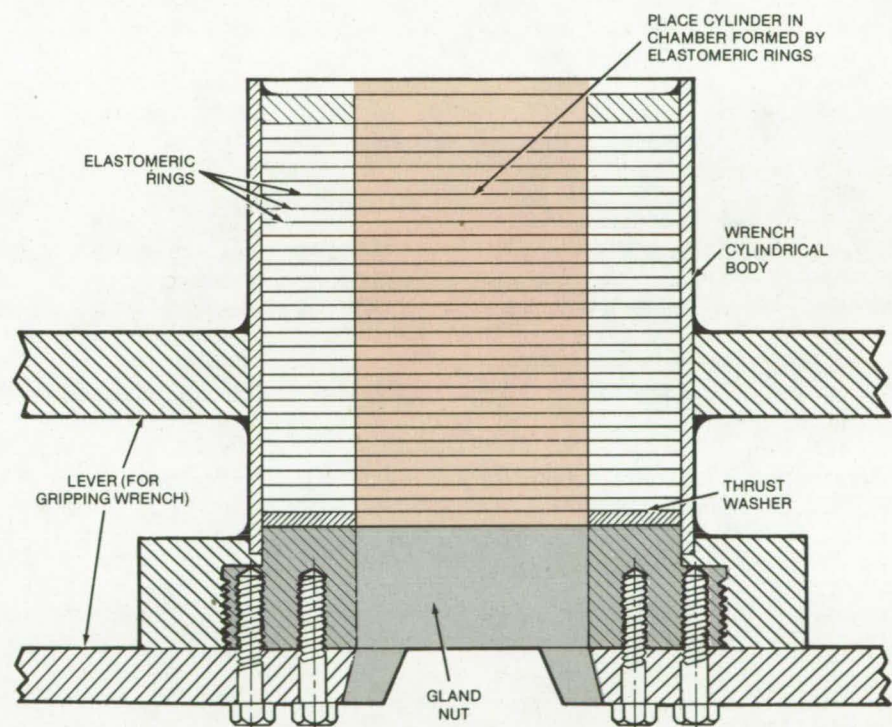 PLACE CYLINDER IN
CHAMBER FORMED BY
ELASTOMERIC RINGS
ELASTOMERIC
RINGS
WRENCH
CYLINDRICAL
BODY
LEVER (FOR
GRIPPING WRENCH)
THRUST
WASHER
GLAND
NUT